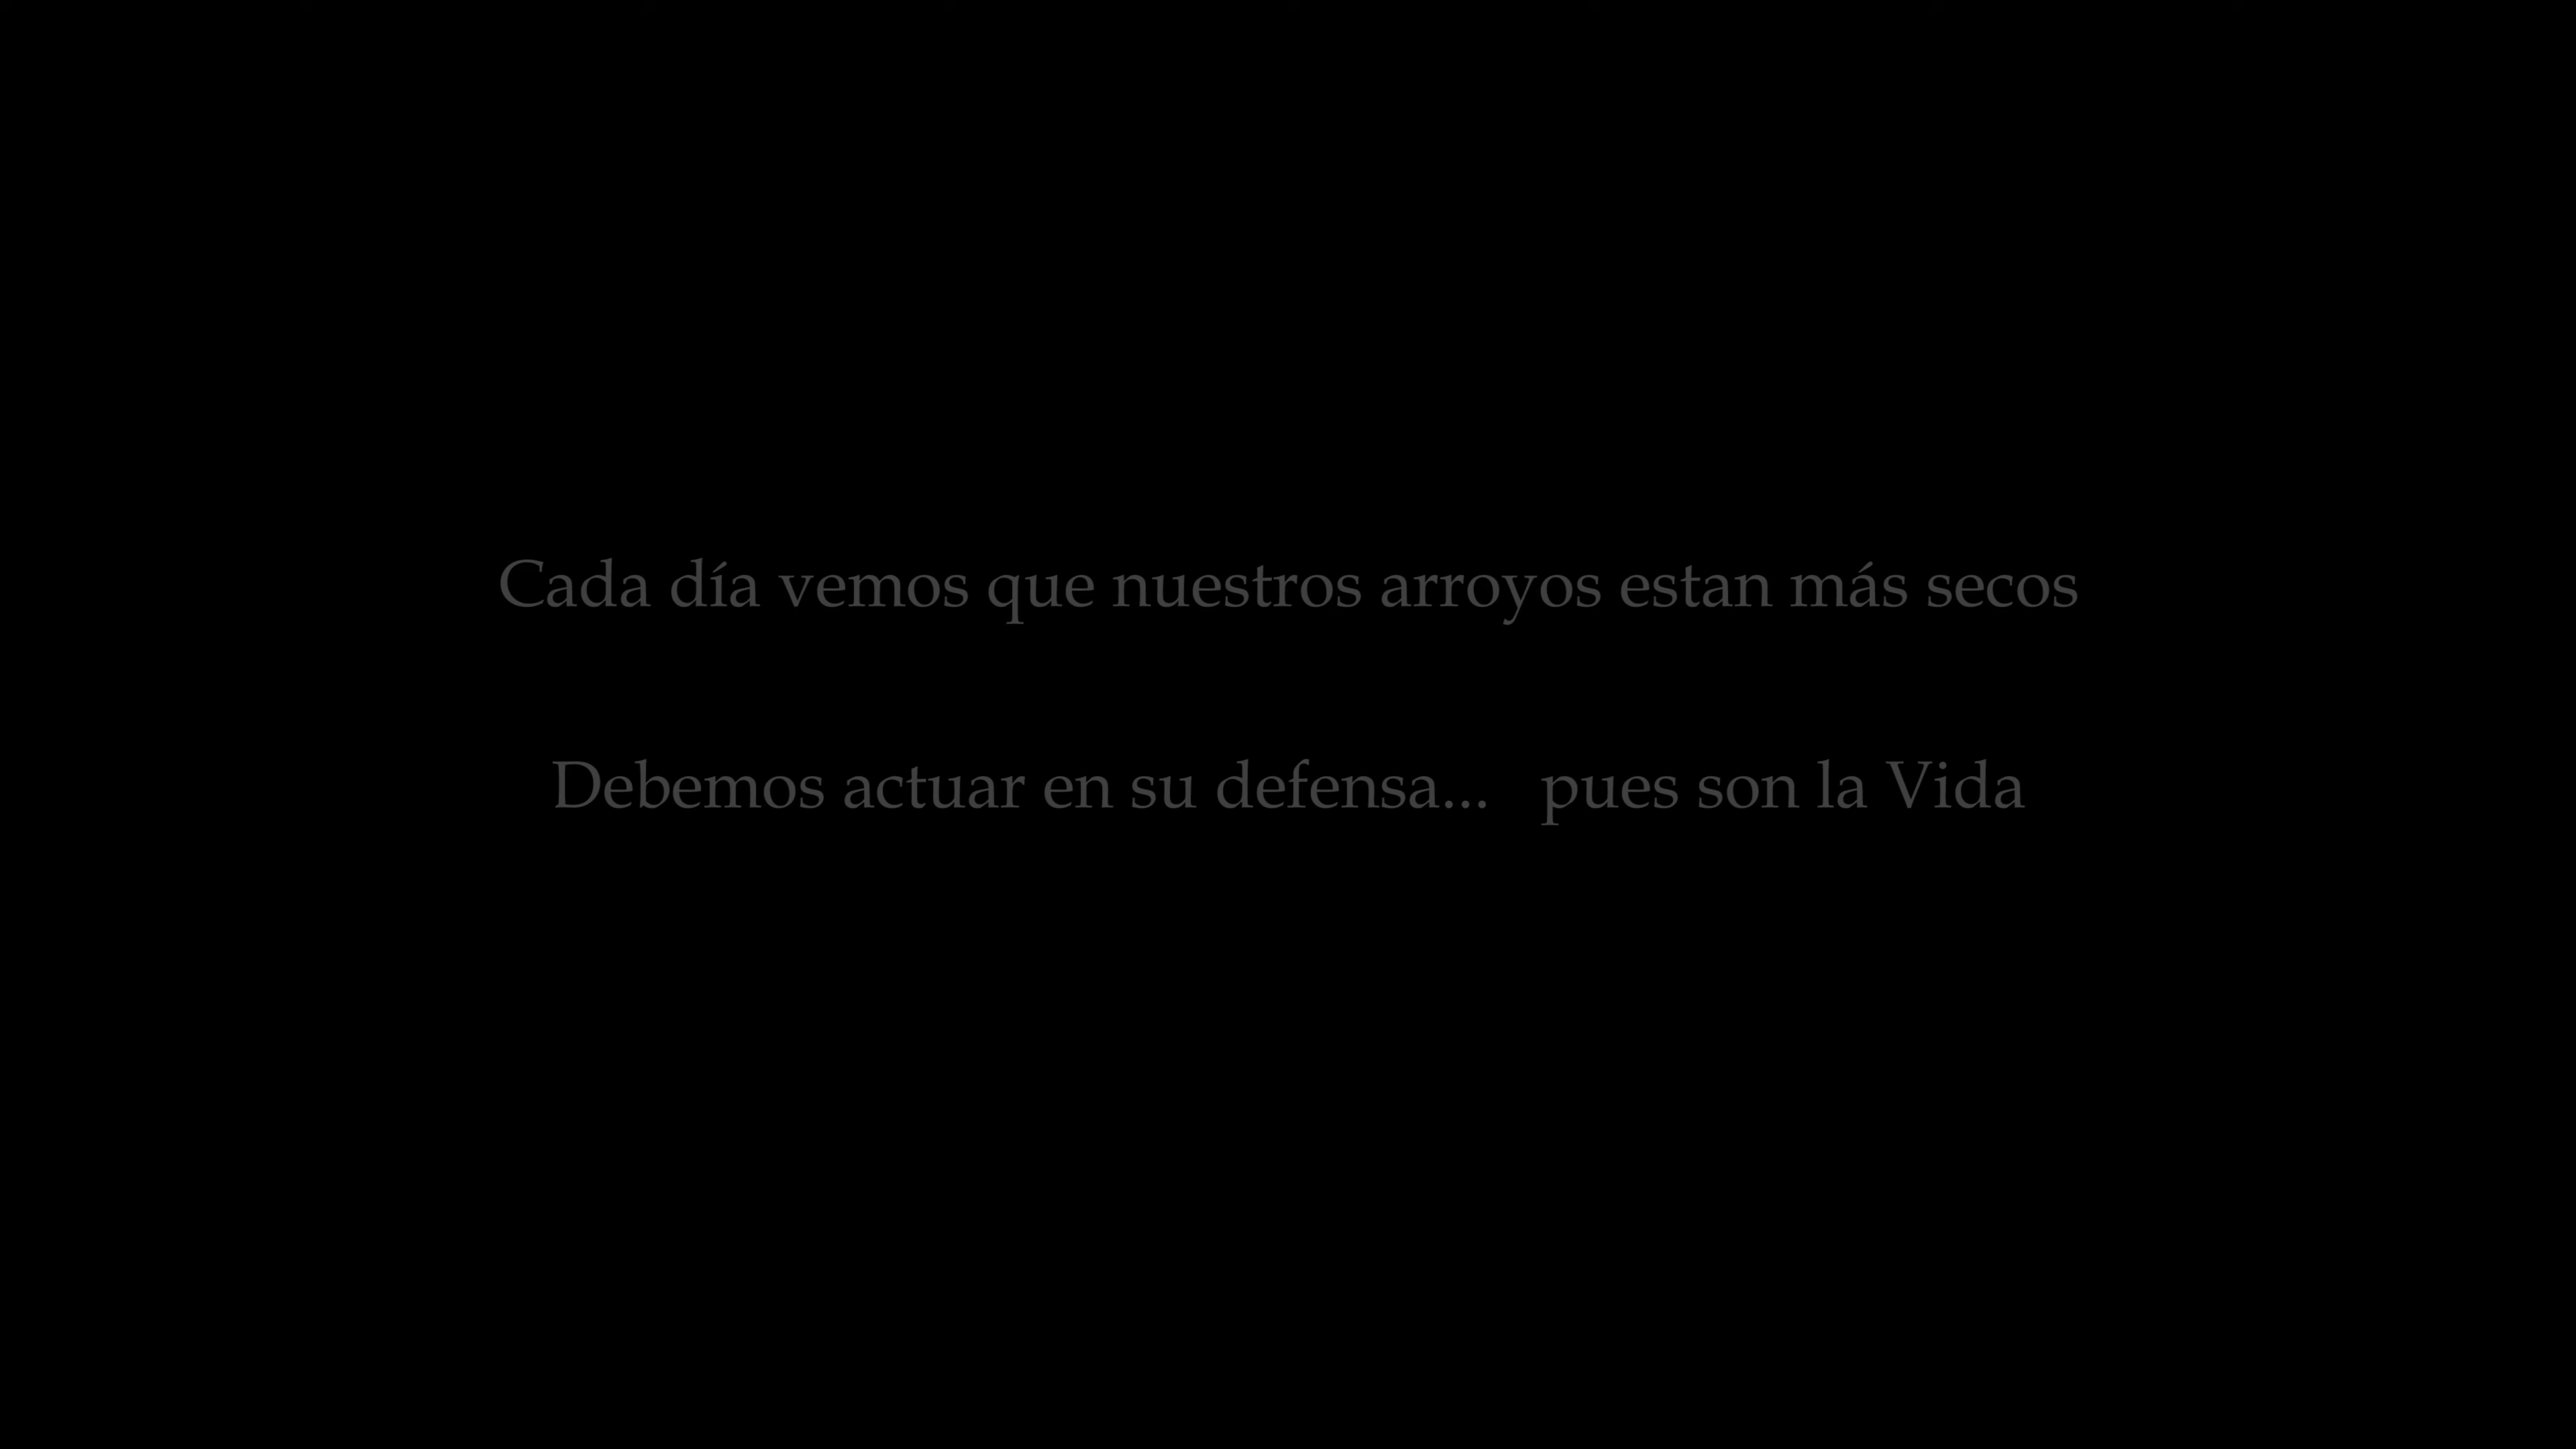 Cada día vemos que nuestros arroyos estan más secos
Debemos actuar en su defensa... pues son la Vida